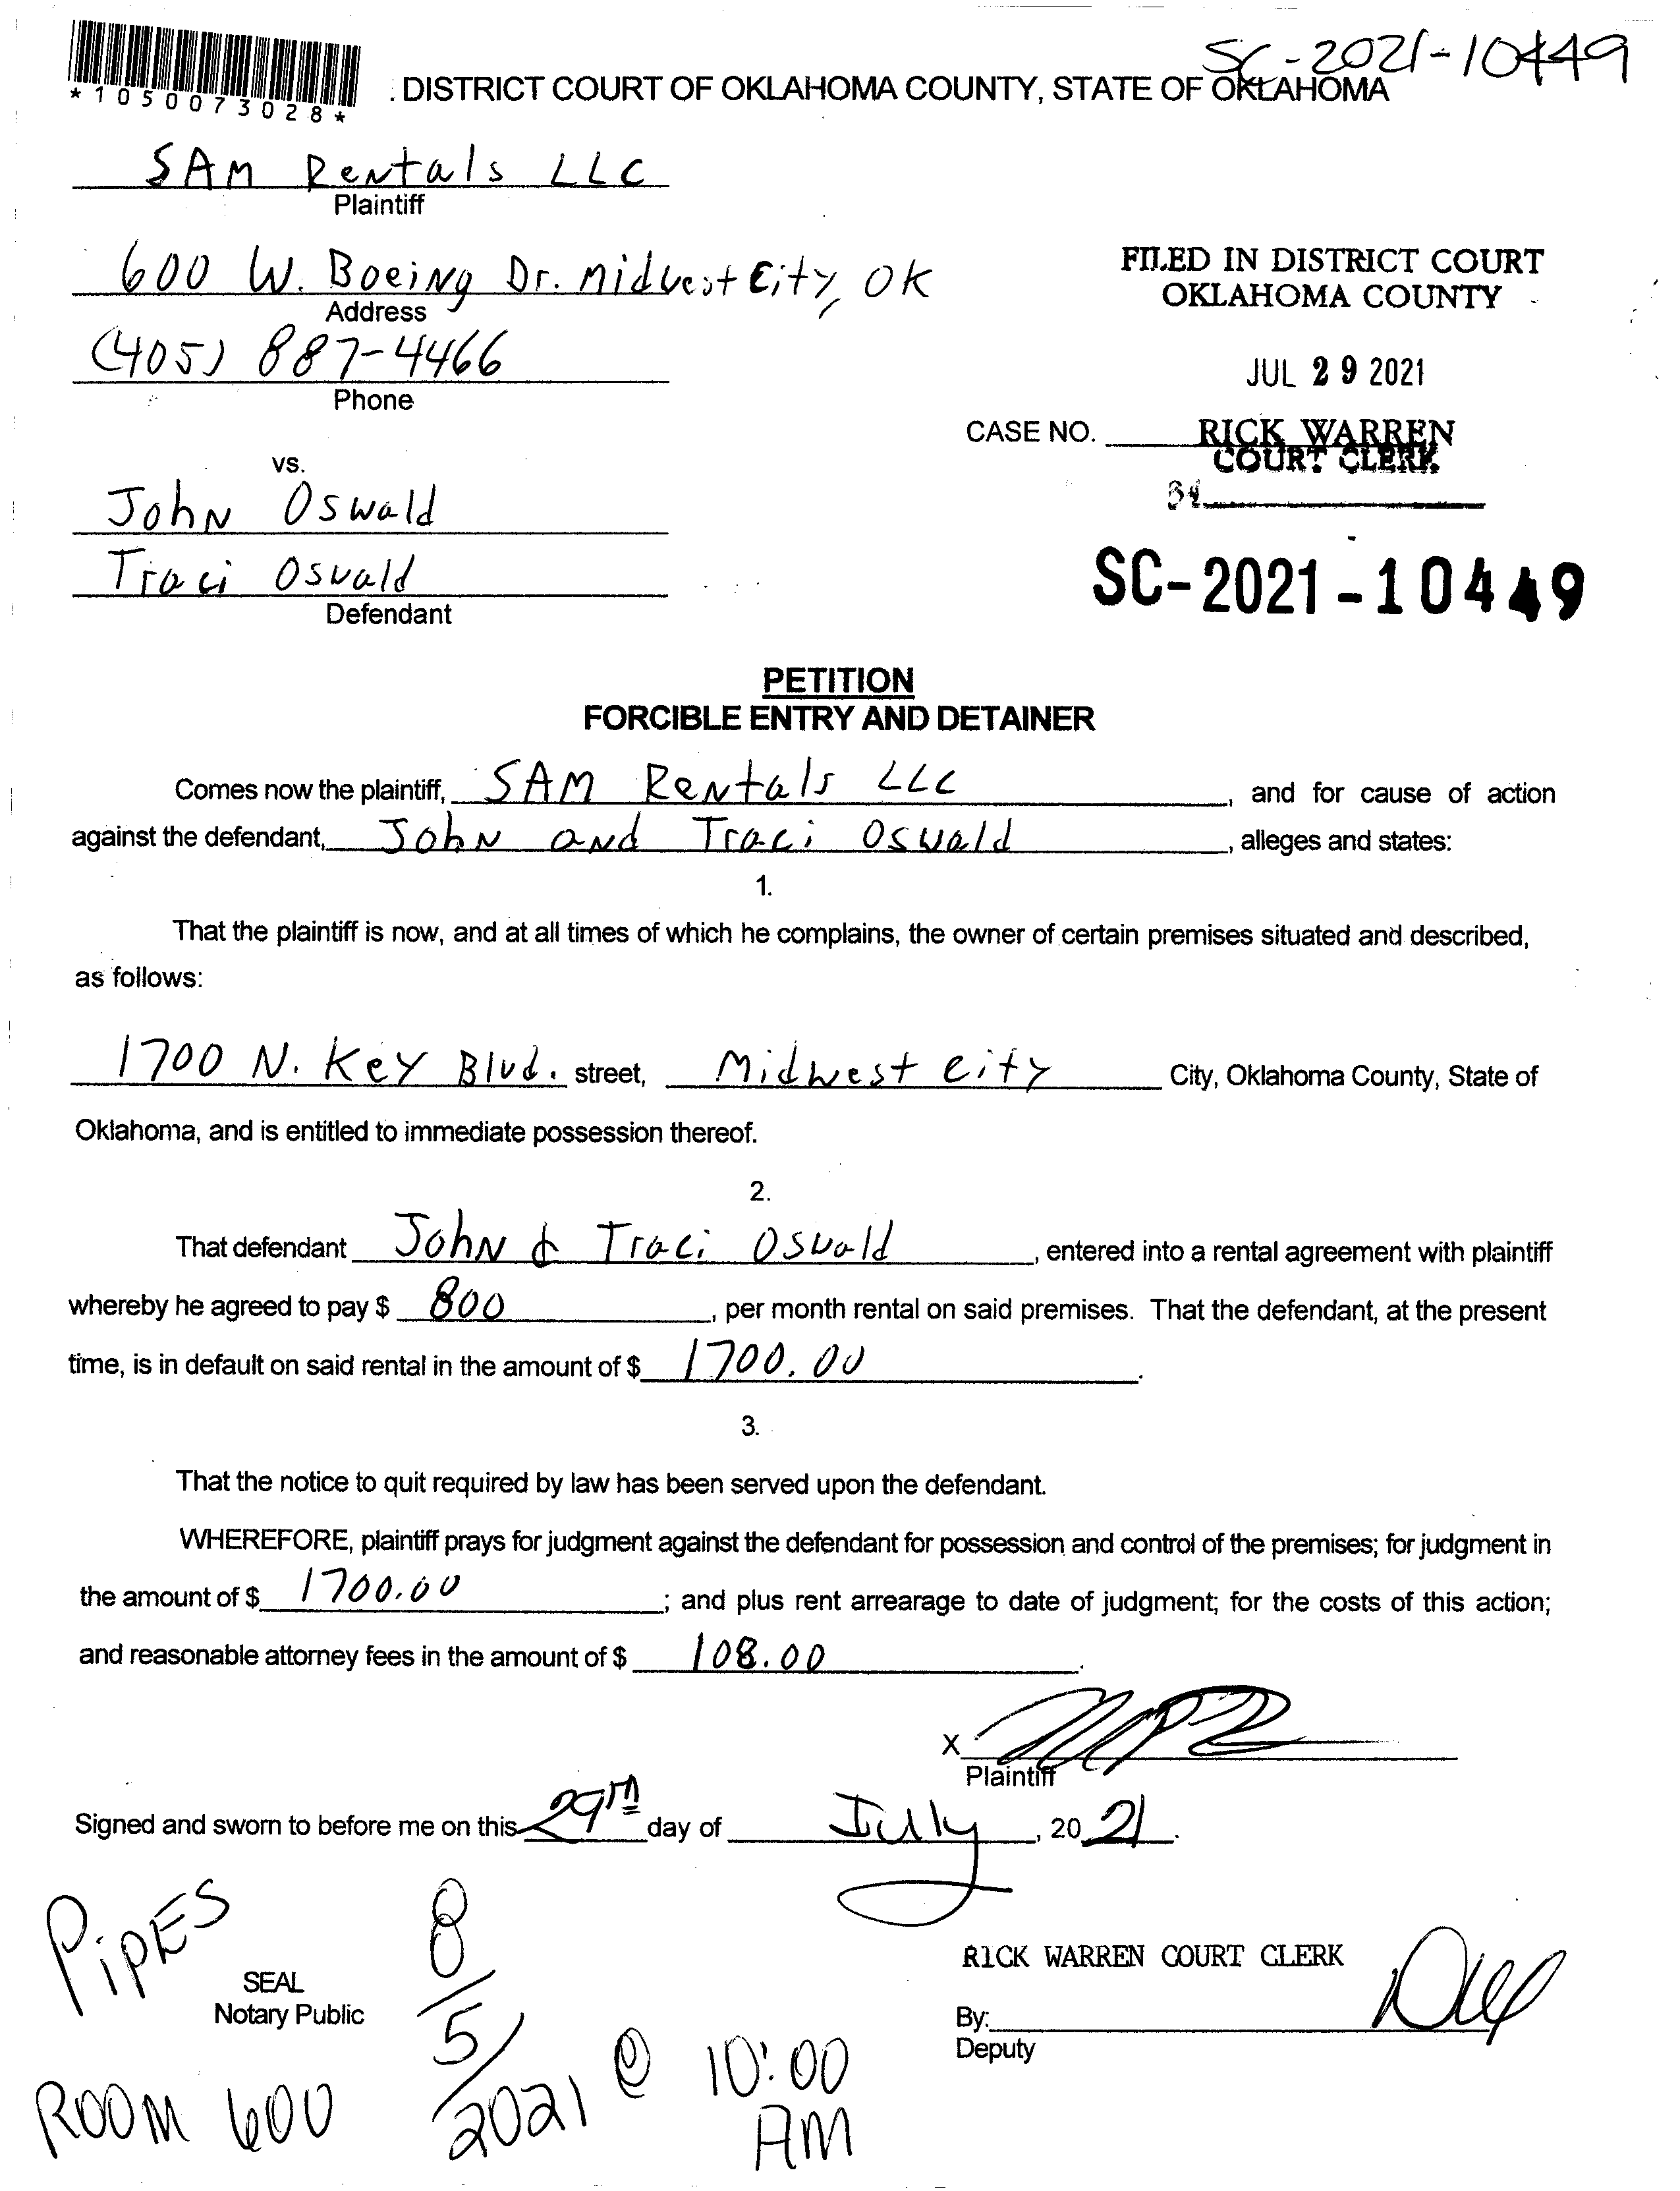 SC-2021-10449
*1050073028*
: DISTRICT COURT OF OKLAHOMA COUNTY, STATE OF OKLAHOMA
SAM Rentals LLC
Plaintiff
600 W. Boeing Dr. Midwest City, OK
Address
(405) 887-4466
Phone
FILED IN DISTRICT COURT
OKLAHOMA COUNTY
JUL 29 2021
CASE NO. RICK WARREN
COURT CLERK
vs.
34
John Oswald
Traci Oswald
Defendant
SC-2021-10449
PETITION
FORCIBLE ENTRY AND DETAINER
Comes now the plaintiff, SAM Rentals LLC, and for cause of action
against the defendant, John and Traci Oswald, alleges and states:
1.
That the plaintiff is now, and at all times of which he complains, the owner of certain premises situated and described,
as follows:
1700 N. Key Blvd. street, Midwest City City, Oklahoma County, State of
Oklahoma, and is entitled to immediate possession thereof.
2.
That defendant John & Traci Oswald, entered into a rental agreement with plaintiff
whereby he agreed to pay $ 800, per month rental on said premises. That the defendant, at the present
time, is in default on said rental in the amount of $ 1700.00.
3.
That the notice to quit required by law has been served upon the defendant.
WHEREFORE, plaintiff prays for judgment against the defendant for possession and control of the premises; for judgment in
the amount of $ 1700.00; and plus rent arrearage to date of judgment; for the costs of this action;
and reasonable attorney fees in the amount of $ 108.00.
X
Plaintiff
Signed and sworn to before me on this 29th day of July, 2021.
PIPES
SEAL
Notary Public
8/5/2021 @ 10:00 AM
ROOM 600
RICK WARREN COURT CLERK
By:
Deputy